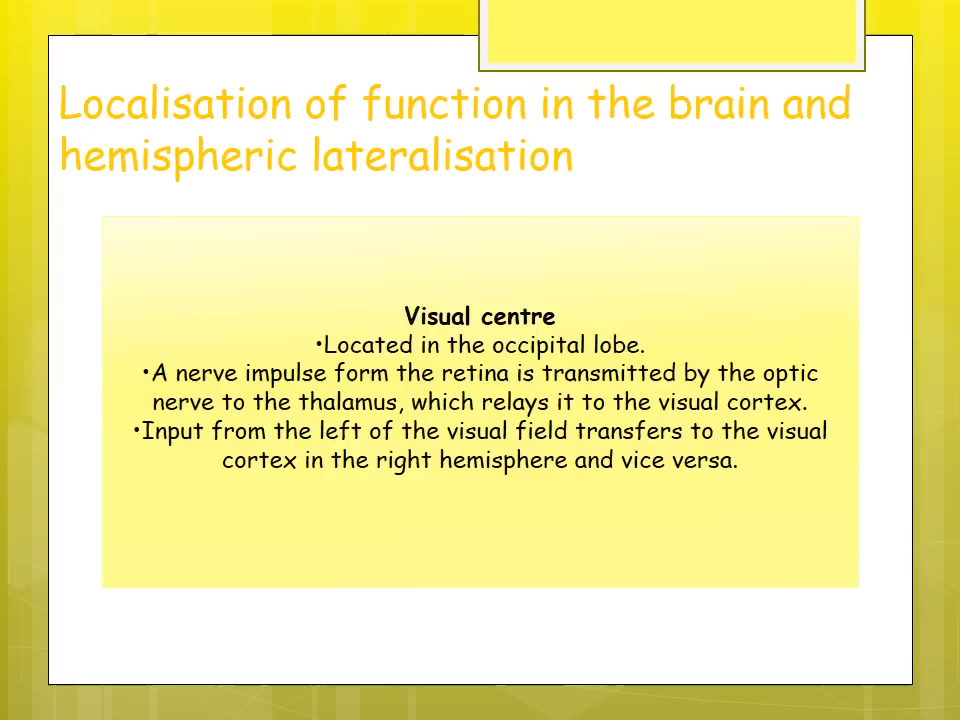 Localisation of function in the brain and
hemispheric lateralisation
Visual centre
•Located in the occipital lobe.
•A nerve impulse form the retina is transmitted by the optic
nerve to the thalamus, which relays it to the visual cortex.
•Input from the left of the visual field transfers to the visual
cortex in the right hemisphere and vice versa.